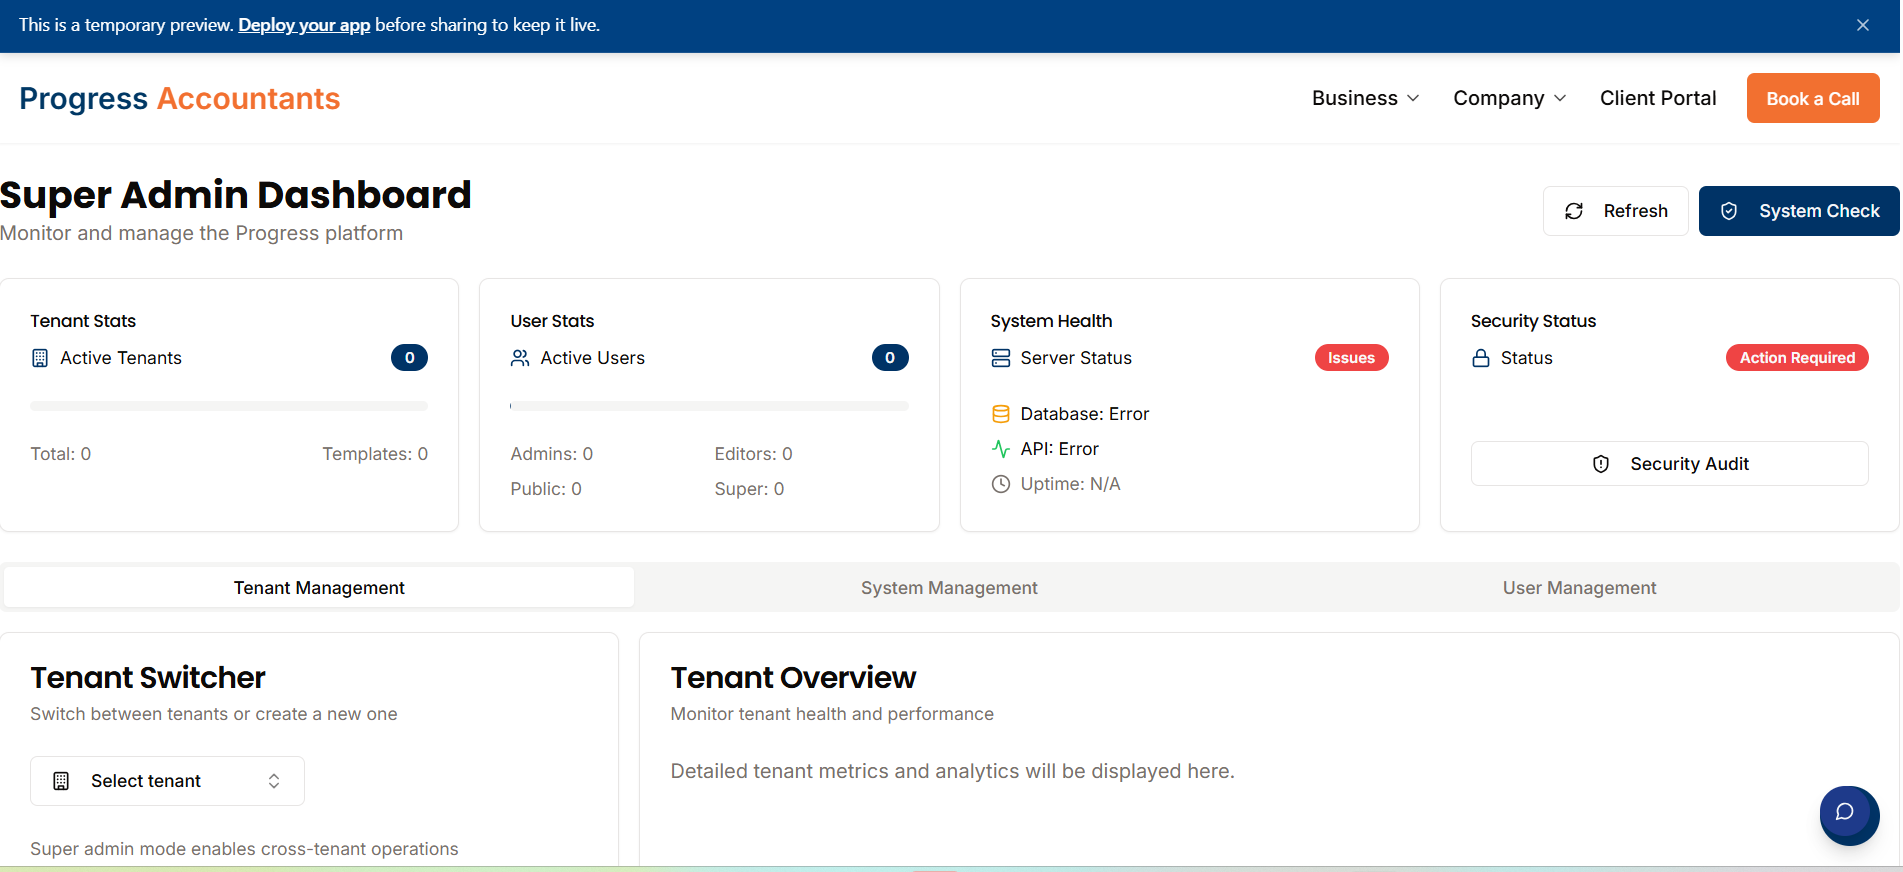 This is a temporary preview. Deploy your app before sharing to keep it live.
Progress Accountants
Business
Company
Client Portal
Book a Call
Super Admin Dashboard
Monitor and manage the Progress platform
Refresh
System Check
Tenant Stats
Active Tenants
0
Total: 0
Templates: 0
User Stats
Active Users
0
Admins: 0
Editors: 0
Public: 0
Super: 0
System Health
Server Status
Issues
Database: Error
API: Error
Uptime: N/A
Security Status
Status
Action Required
Security Audit
Tenant Management
System Management
User Management
Tenant Switcher
Switch between tenants or create a new one
Select tenant
Super admin mode enables cross-tenant operations
Tenant Overview
Monitor tenant health and performance
Detailed tenant metrics and analytics will be displayed here.